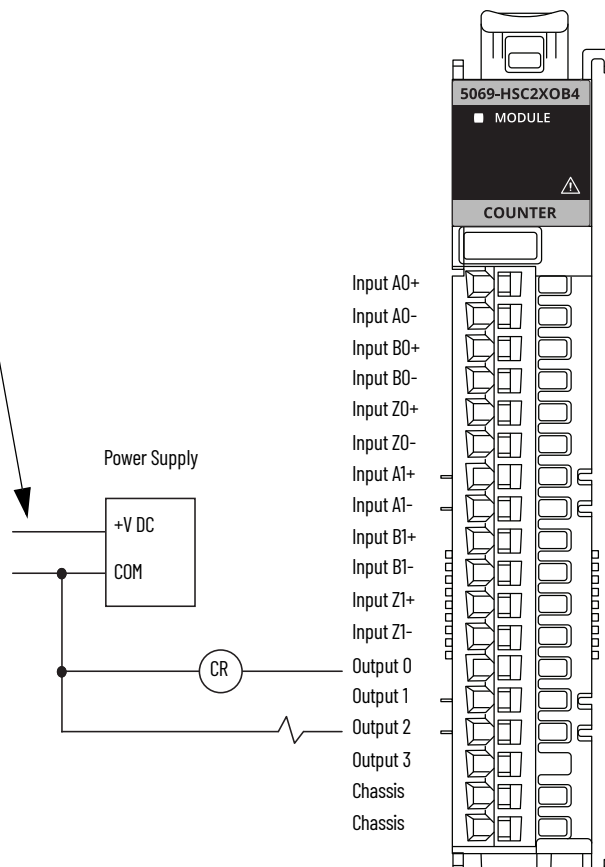 5069-HSC2XOB4
MODULE
COUNTER
Input A0+
Input A0-
Input B0+
Input B0-
Input Z0+
Input Z0-
Input A1+
Input A1-
Input B1+
Input B1-
Input Z1+
Input Z1-
Output 0
Output 1
Output 2
Output 3
Chassis
Chassis
Power Supply
+V DC
COM
CR